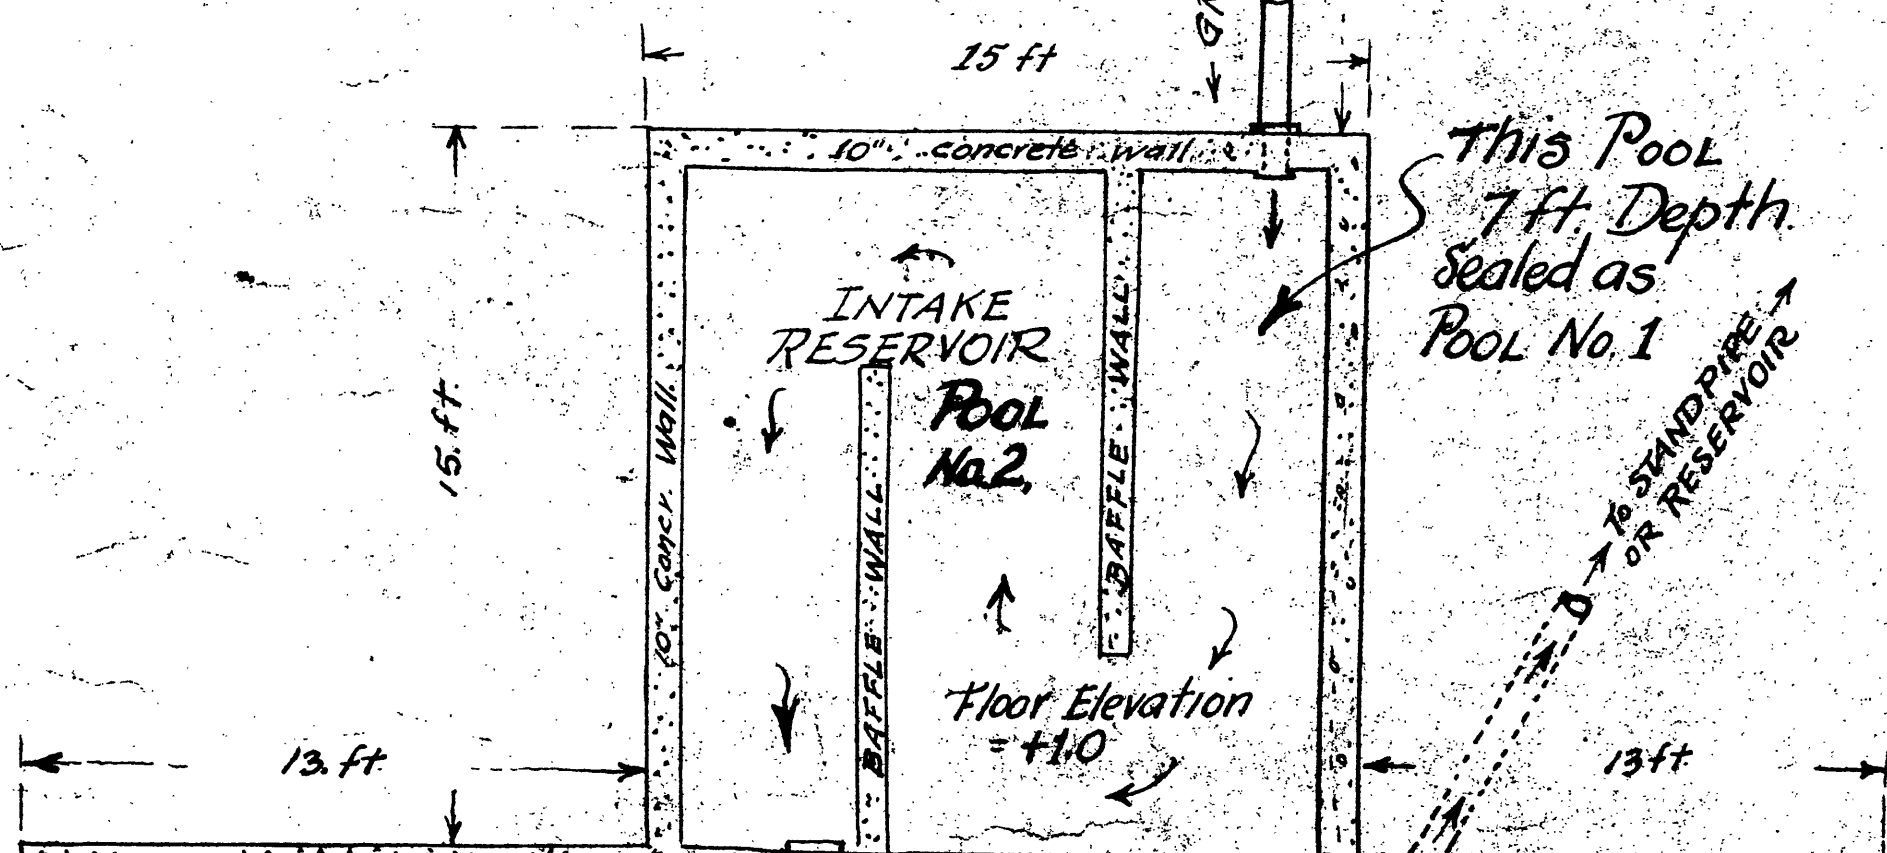 15 ft
10" concrete wall
This Pool
7 ft. Depth.
Sealed as
Pool No. 1
INTAKE
RESERVOIR
Pool
No. 2,
15. ft.
10" Concr. Wall.
BAFFLE WALL
BAFFLE WALL
To STANDPIPE
OR RESERVOIR
Floor Elevation
= +1.0
13. ft.
13 ft.